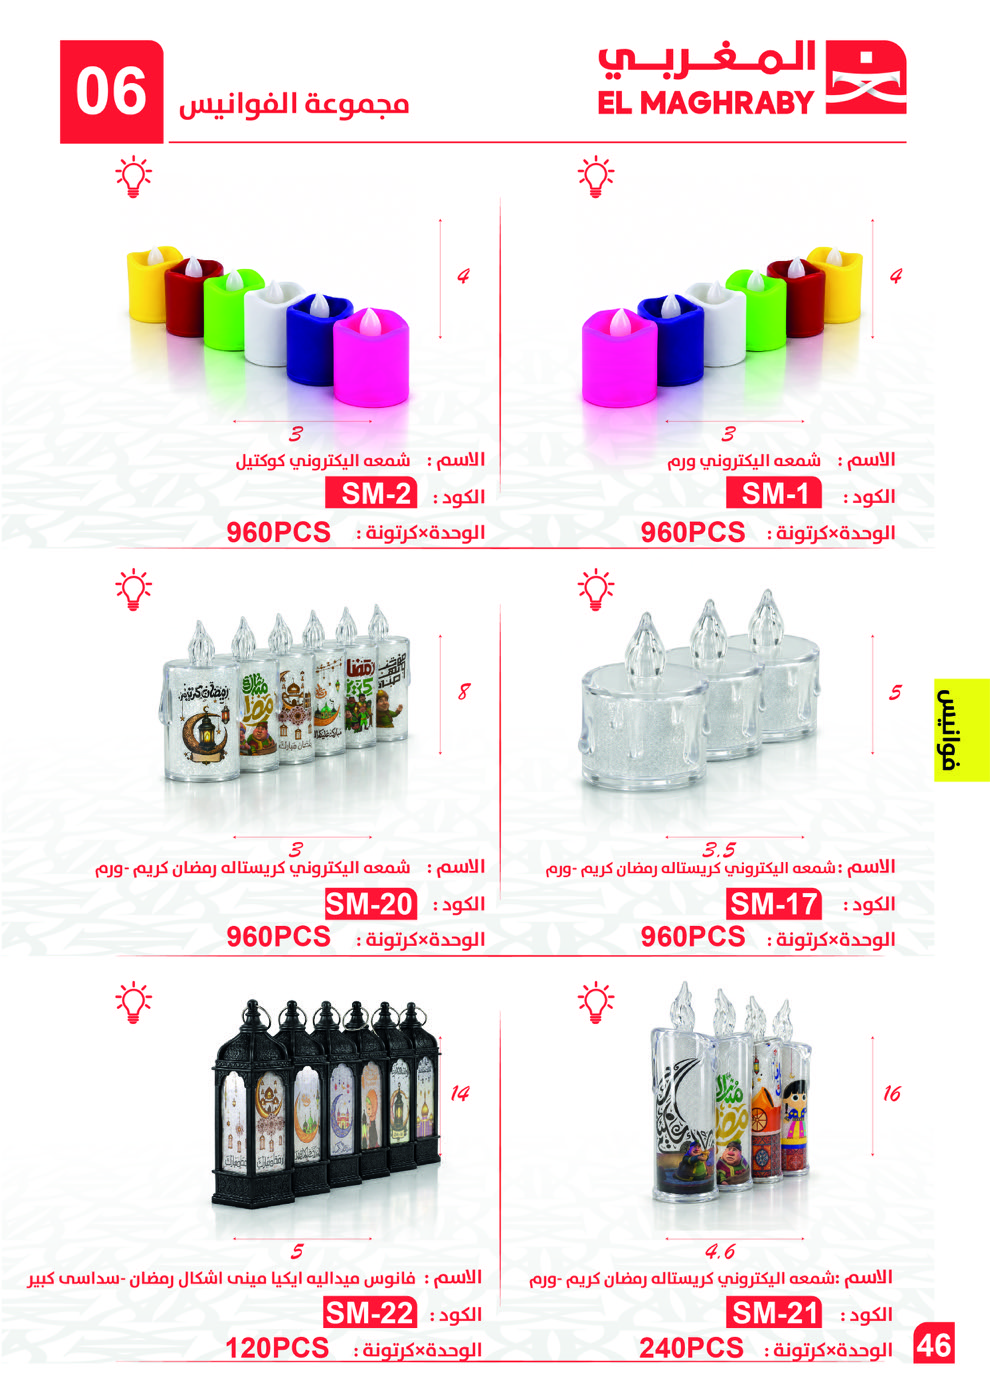 المغربي
EL MAGHRABY
مجموعة الفوانيس
06
4
3
الاسم : شمعه اليكتروني ورم
الكود : SM-1
الوحدة×كرتونة : 960PCS
4
3
الاسم : شمعه اليكتروني كوكتيل
الكود : SM-2
الوحدة×كرتونة : 960PCS
5
3.5
الاسم :شمعه اليكتروني كريستاله رمضان كريم -ورم
الكود : SM-17
الوحدة×كرتونة : 960PCS
8
3
الاسم : شمعه اليكتروني كريستاله رمضان كريم -ورم
الكود : SM-20
الوحدة×كرتونة : 960PCS
فوانيس
16
4.6
الاسم :شمعه اليكتروني كريستاله رمضان كريم -ورم
الكود : SM-21
الوحدة×كرتونة : 240PCS
14
5
الاسم : فانوس ميداليه ايكيا مينى اشكال رمضان -سداسى كبير
الكود : SM-22
الوحدة×كرتونة : 120PCS
46